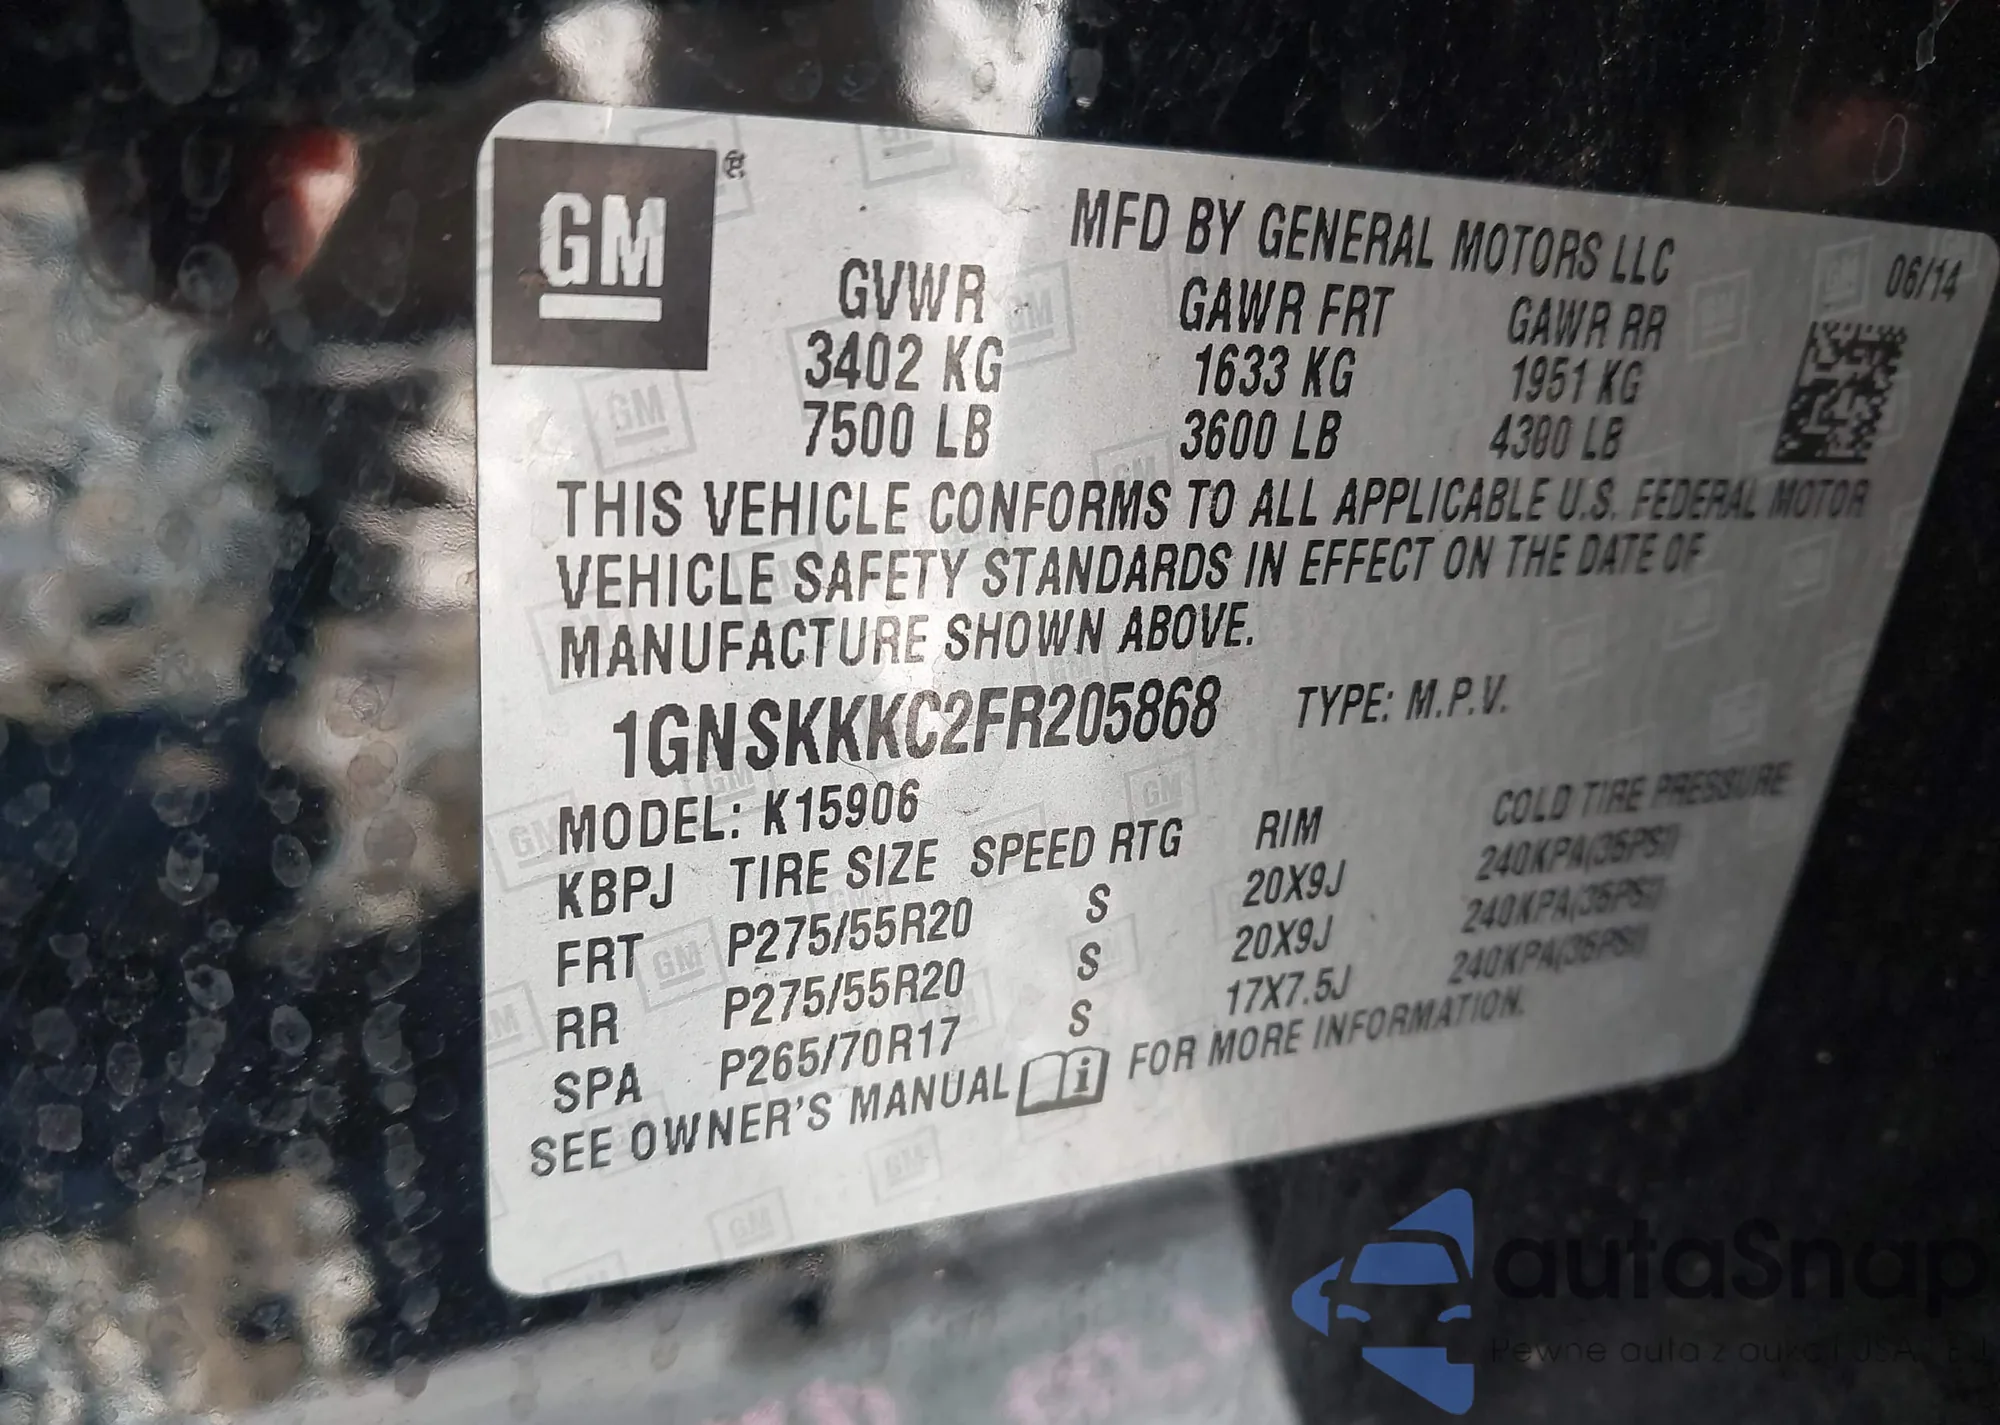 GM ®
MFD BY GENERAL MOTORS LLC 06/14
GVWR GAWR FRT GAWR RR
3402 KG 1633 KG 1951 KG
7500 LB 3600 LB 4300 LB
THIS VEHICLE CONFORMS TO ALL APPLICABLE U.S. FEDERAL MOTOR
VEHICLE SAFETY STANDARDS IN EFFECT ON THE DATE OF
MANUFACTURE SHOWN ABOVE.
1GNSKKKC2FR205868 TYPE: M.P.V.
MODEL: K15906
KBPJ TIRE SIZE SPEED RTG RIM COLD TIRE PRESSURE
FRT P275/55R20 S 20X9J 240KPA(35PSI)
RR P275/55R20 S 20X9J 240KPA(35PSI)
SPA P265/70R17 S 17X7.5J 240KPA(35PSI)
SEE OWNER'S MANUAL i FOR MORE INFORMATION.
autaSnap
Pewne auta z